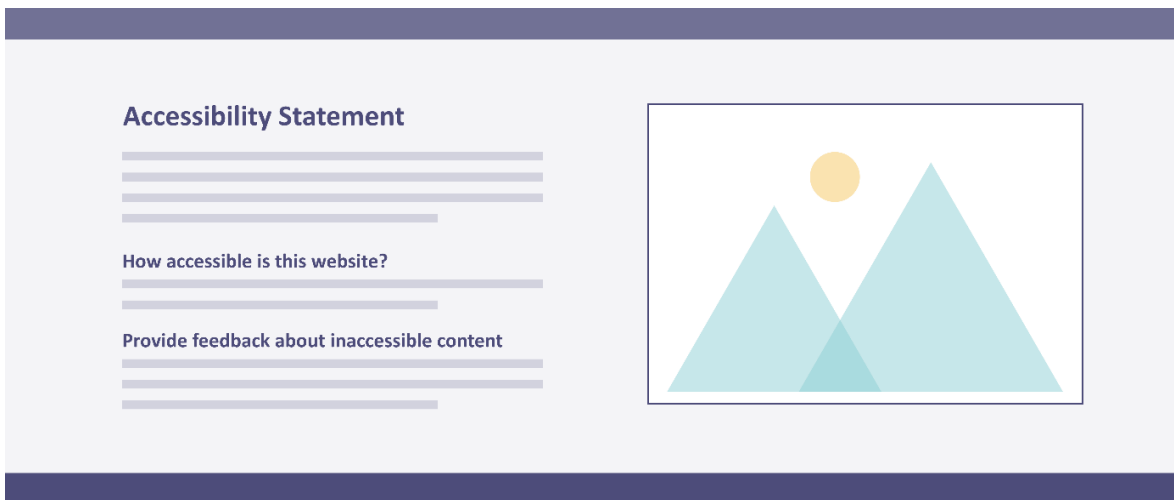 Accessibility Statement
How accessible is this website?
Provide feedback about inaccessible content